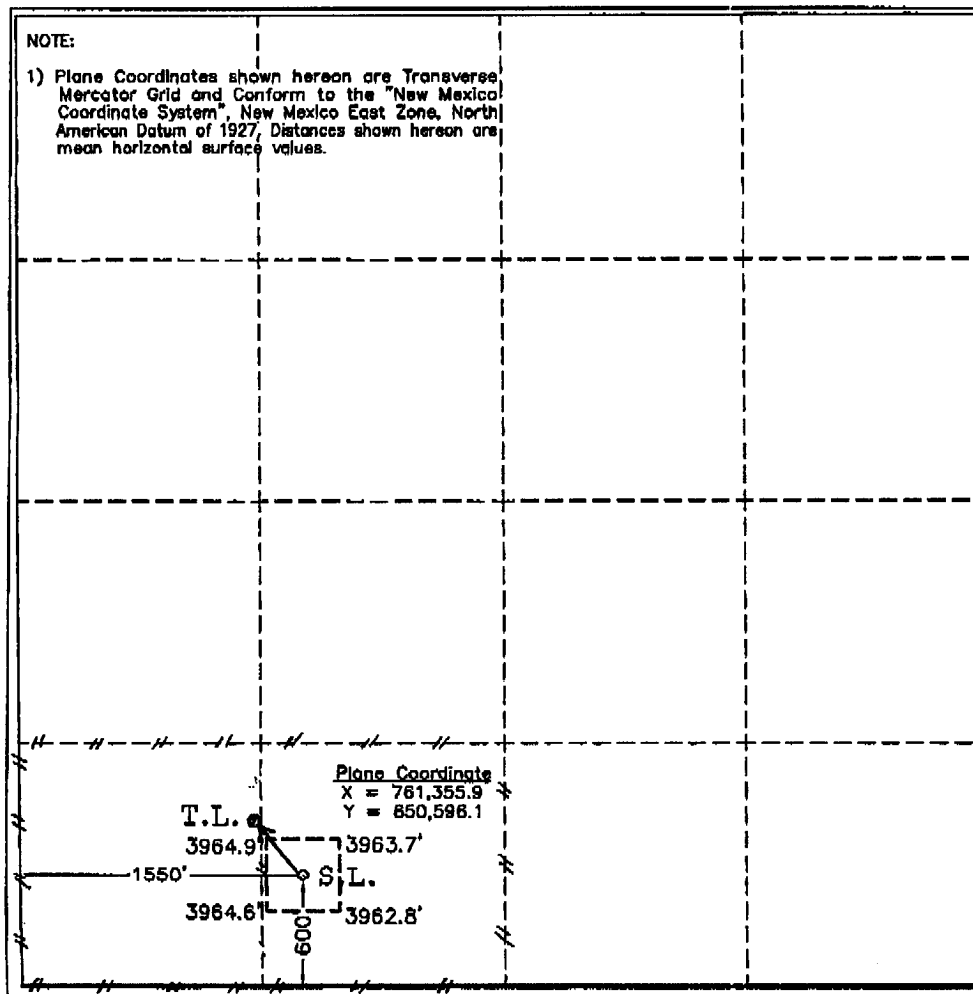 NOTE:
1) Plane Coordinates shown hereon are Transverse
Mercator Grid and Conform to the "New Mexico
Coordinate System", New Mexico East Zone, North
American Datum of 1927, Distances shown hereon are
mean horizontal surface values.
Plane Coordinate
X = 761,355.9
Y = 650,596.1
T.L.
3964.9'
3963.7'
1550'
S.L.
3964.6'
3962.8'
600'